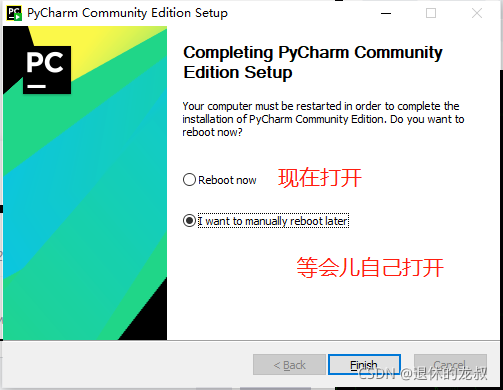 PyCharm Community Edition Setup
PC
Completing PyCharm Community
Edition Setup
Your computer must be restarted in order to complete the
installation of PyCharm Community Edition. Do you want to
reboot now?
Reboot now
现在打开
I want to manually reboot later
等会儿自己打开
< Back
Finish
Cancel
CSDN @退休的龙叔